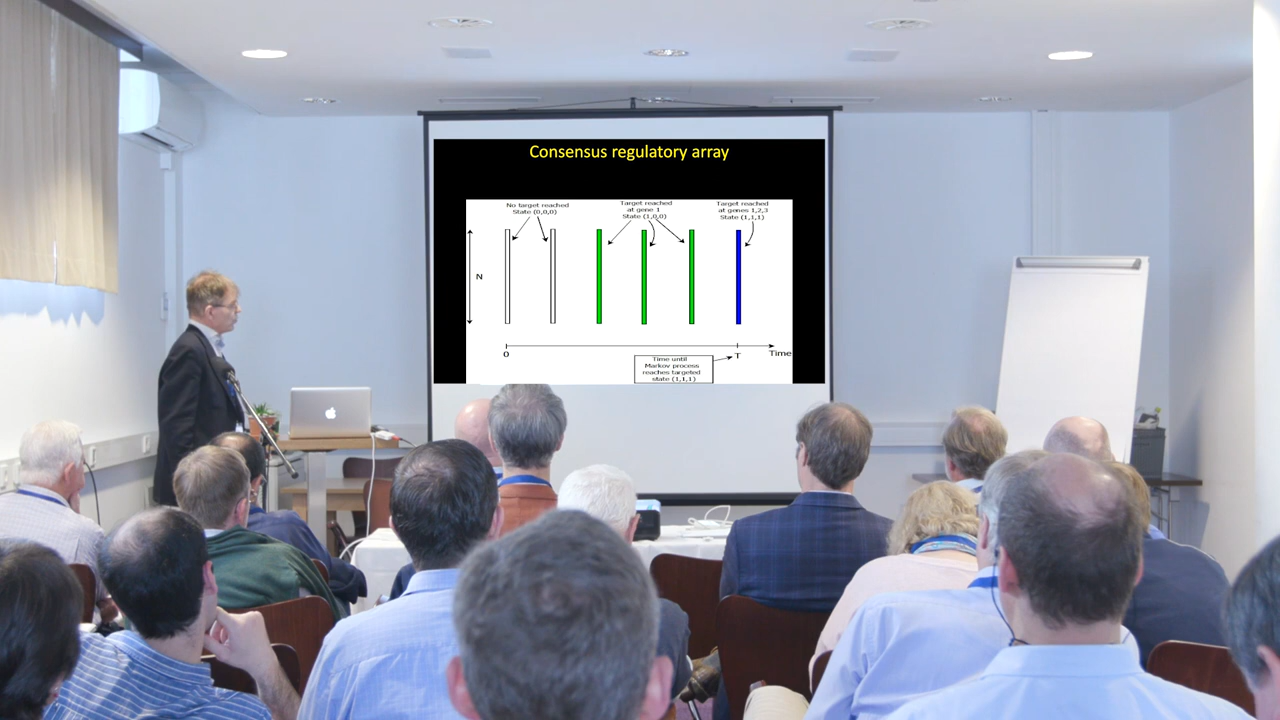 Consensus regulatory array
No target reached
State (0,0,0)
Target reached
at gene 1
State (1,0,0)
Target reached
at genes 1,2,3
State (1,1,1)
N
0
T
Time
Time until
Markov process
reaches targeted
state (1,1,1)